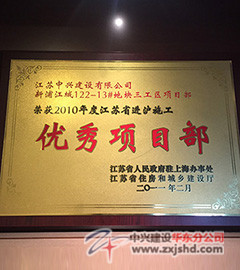 江苏中兴建设有限公司
新浦江城122-13#地块三工区项目部
荣获2010年度江苏省进沪施工
优秀项目部
江苏省人民政府驻上海办事处
江苏省住房和城乡建设厅
二〇一一年二月
中兴建设华东分公司
www.zxjshd.com